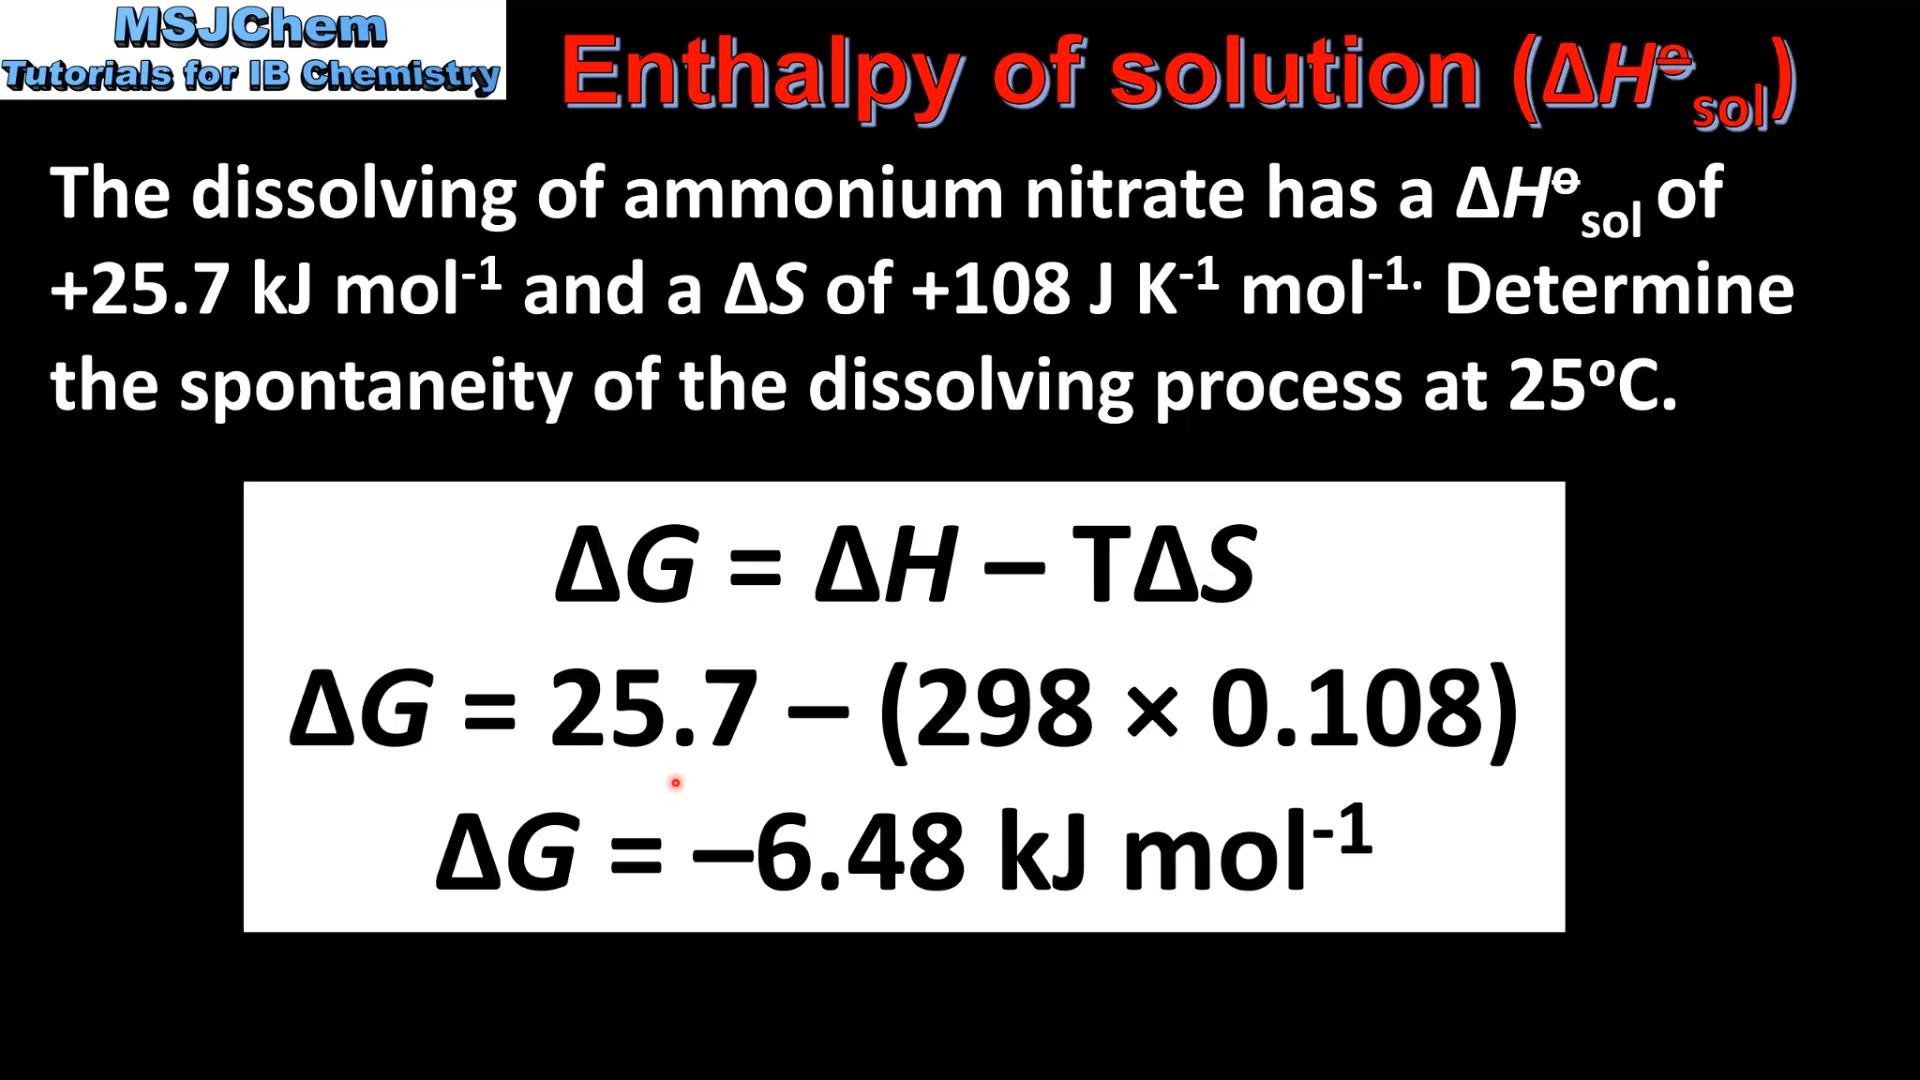 MSJChem
Tutorials for IB Chemistry
Enthalpy of solution (ΔH⦵sol)
The dissolving of ammonium nitrate has a ΔH⦵sol of
+25.7 kJ mol⁻¹ and a ΔS of +108 J K⁻¹ mol⁻¹· Determine
the spontaneity of the dissolving process at 25ᵒC.
ΔG = ΔH – TΔS
ΔG = 25.7 – (298 × 0.108)
ΔG = –6.48 kJ mol⁻¹